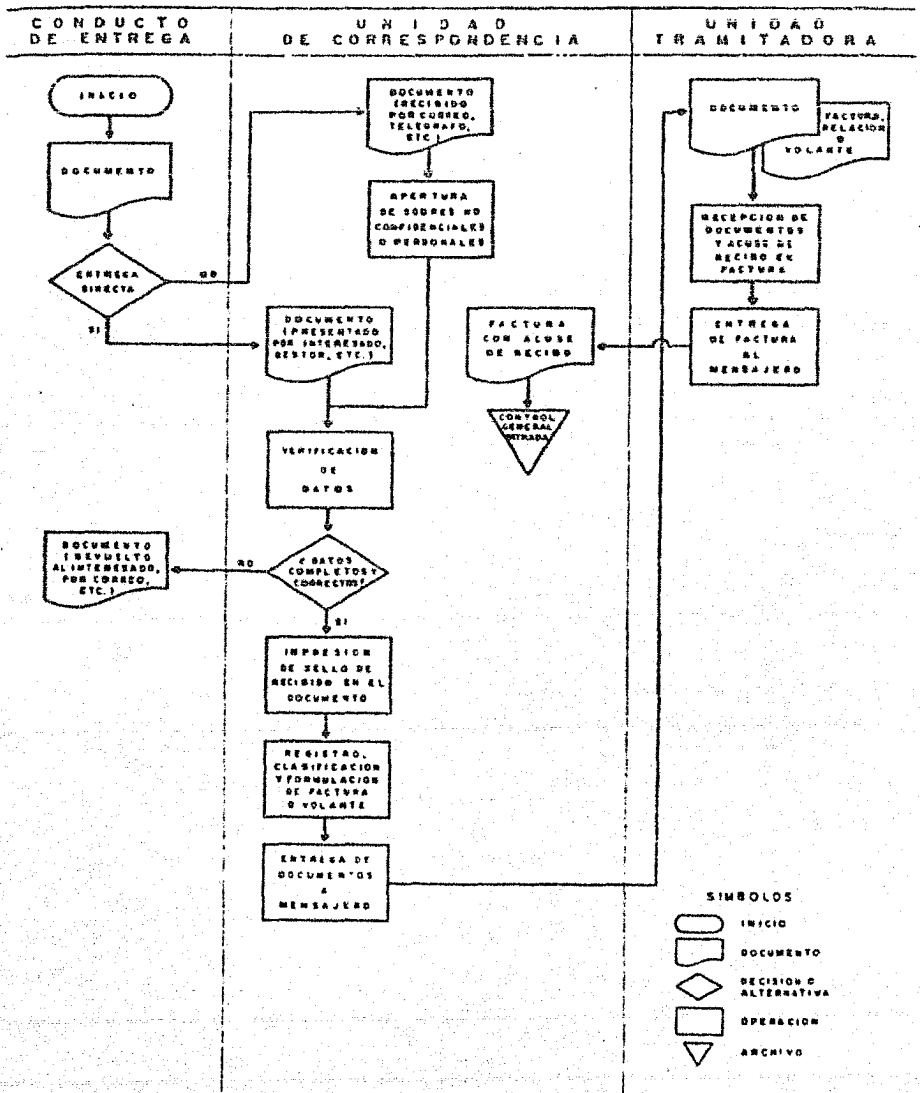 CONDUCTO
DE ENTREGA
UNIDAD
DE CORRESPONDENCIA
UNIDAD
TRAMITADORA
INICIO
DOCUMENTO
ENTREGA
DIRECTA
NO
SI
DOCUMENTO
(RECIBIDO
POR CORREO,
TELEGRAFO,
ETC.)
APERTURA
DE SOBRES NO
CONFIDENCIALES
O PERSONALES
DOCUMENTO
(PRESENTADO
POR INTERESADO,
GESTOR, ETC.)
VERIFICACION
DE
DATOS
¿DATOS
COMPLETOS Y
CORRECTOS?
NO
DOCUMENTO
(DEVUELTO
AL INTERESADO,
POR CORREO,
ETC.)
SI
IMPRESION
DE SELLO DE
RECIBIDO EN EL
DOCUMENTO
REGISTRO,
CLASIFICACION
Y FORMULACION
DE FACTURA
O VOLANTE
ENTREGA DE
DOCUMENTOS
A
MENSAJERO
DOCUMENTO
FACTURA,
RELACION
O
VOLANTE
RECEPCION DE
DOCUMENTOS
Y ACUSE DE
RECIBO EN
FACTURA
ENTREGA
DE FACTURA
AL
MENSAJERO
FACTURA
CON ACUSE
DE RECIBO
CONTROL
GENERAL
ENTRADA
SIMBOLOS
INICIO
DOCUMENTO
DECISION O
ALTERNATIVA
OPERACION
ARCHIVO